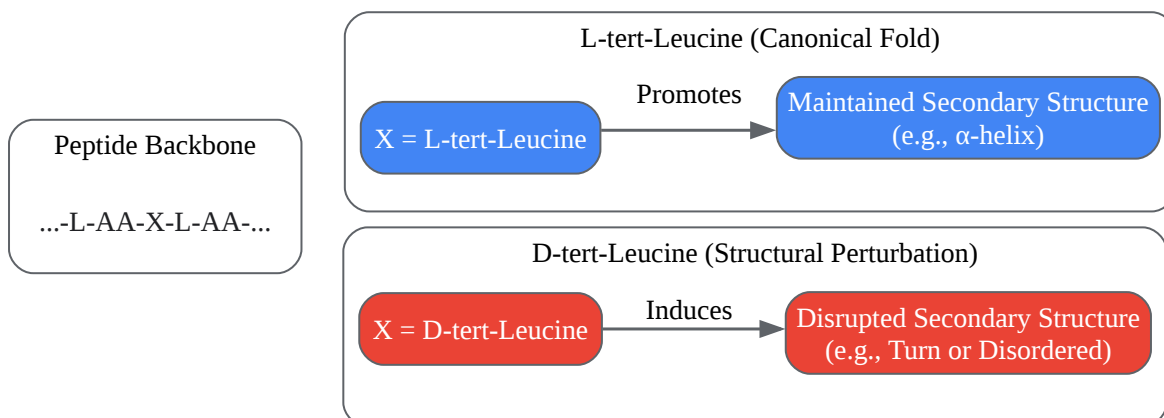 Peptide Backbone
...-L-AA-X-L-AA-...
L-tert-Leucine (Canonical Fold)
X = L-tert-Leucine
Promotes
Maintained Secondary Structure
(e.g., α-helix)
D-tert-Leucine (Structural Perturbation)
X = D-tert-Leucine
Induces
Disrupted Secondary Structure
(e.g., Turn or Disordered)